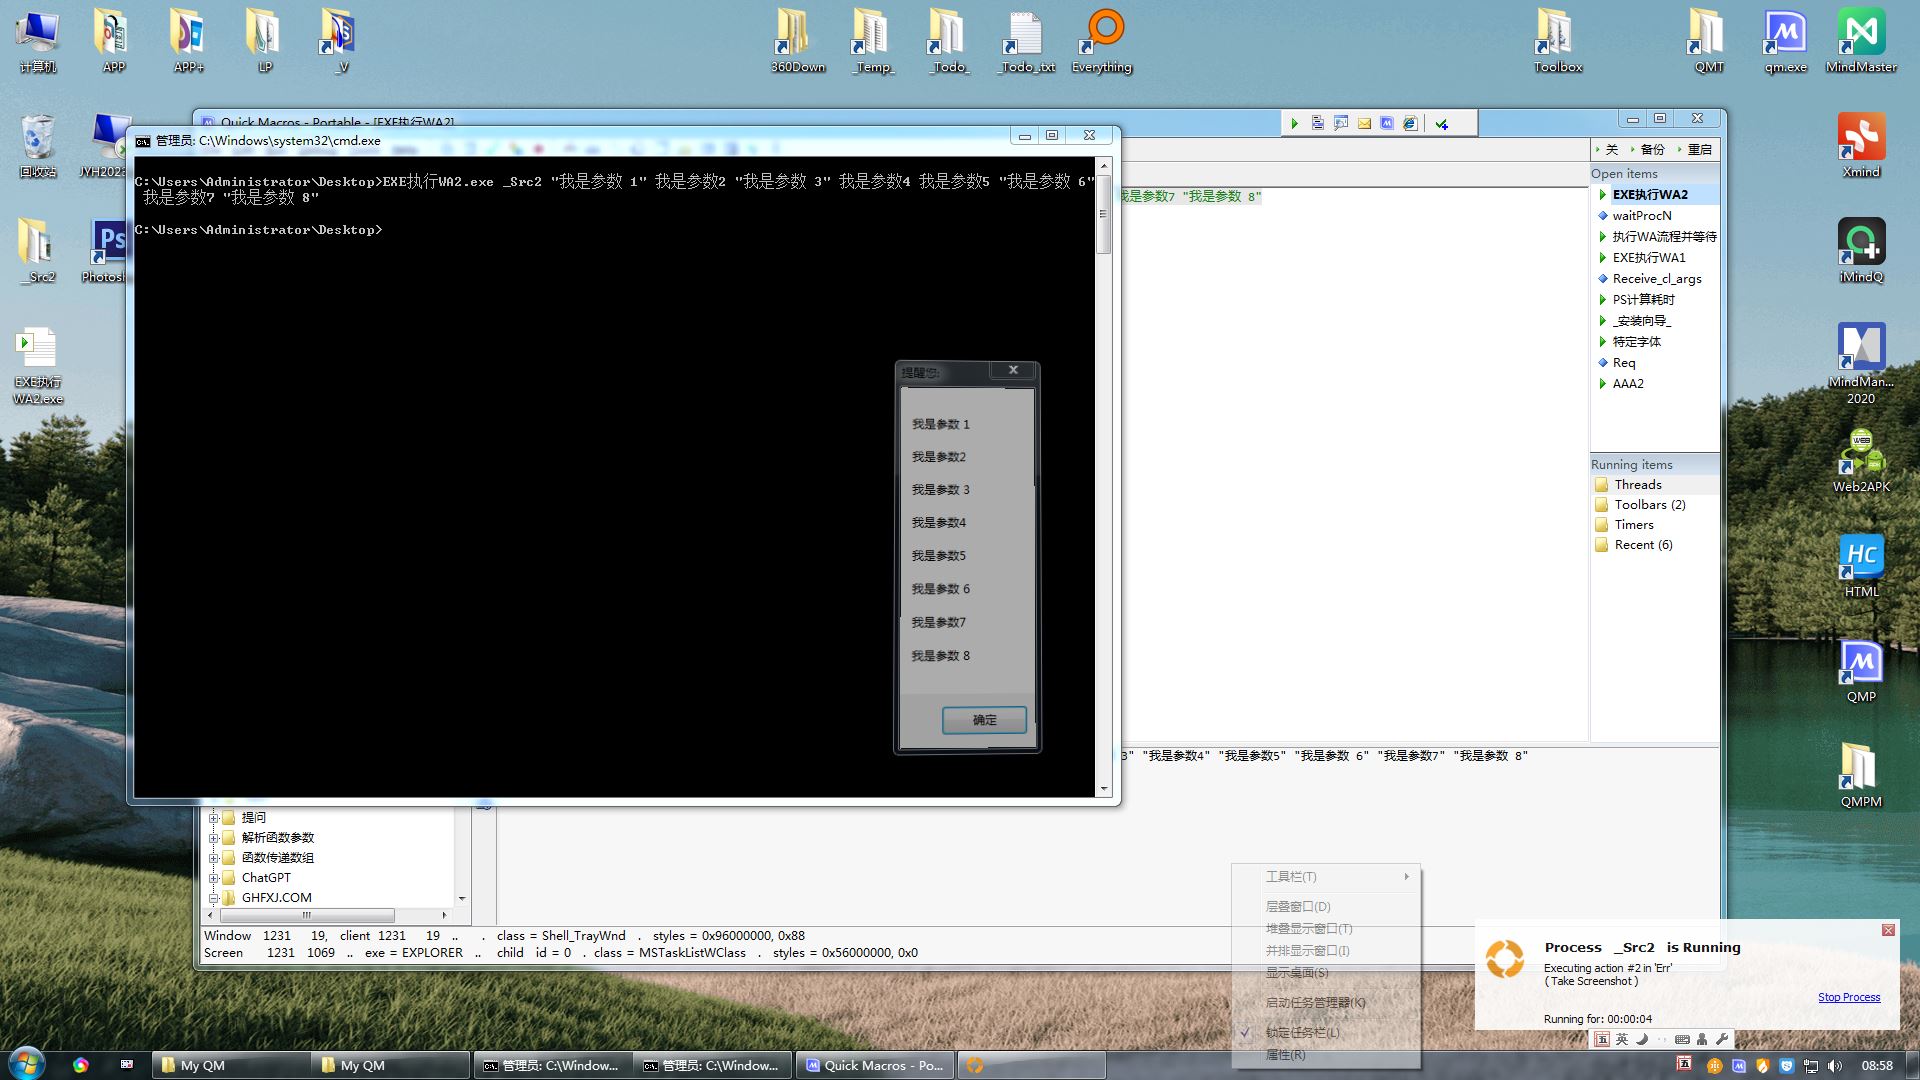 计算机
APP
APP+
LP
_V
360Down
_Temp_
_Todo_
_Todo_.txt
Everything
Toolbox
QMT
qm.exe
MindMaster
回收站
__Src2
EXE执行
WA2.exe
Quick Macros - Portable - [EXE执行WA2]
管理员: C:\Windows\system32\cmd.exe
C:\Users\Administrator\Desktop>EXE执行WA2.exe _Src2 "我是参数 1" 我是参数2 "我是参数 3" 我是参数4 我是参数5 "我是参数 6"
我是参数7 "我是参数 8"
C:\Users\Administrator\Desktop>
我是参数7 "我是参数 8"
提醒您:
我是参数 1
我是参数2
我是参数 3
我是参数4
我是参数5
我是参数 6
我是参数7
我是参数 8
确定
关
备份
重启
Open items
EXE执行WA2
waitProcN
执行WA流程并等待
EXE执行WA1
Receive_cl_args
PS计算耗时
_安装向导_
特定字体
Req
AAA2
Running items
Threads
Toolbars (2)
Timers
Recent (6)
3" "我是参数4" "我是参数5" "我是参数 6" "我是参数7" "我是参数 8"
提问
解析函数参数
函数传递数组
ChatGPT
GHFXJ.COM
Window 1231 19, client 1231 19 .. . class = Shell_TrayWnd . styles = 0x96000000, 0x88
Screen 1231 1069 .. exe = EXPLORER .. child id = 0 . class = MSTaskListWClass . styles = 0x56000000, 0x0
工具栏(T)
层叠窗口(D)
堆叠显示窗口(T)
并排显示窗口(I)
显示桌面(S)
启动任务管理器(K)
锁定任务栏(L)
属性(R)
Process __Src2 is Running
Executing action #2 in 'Err'
( Take Screenshot )
Stop Process
Running for: 00:00:04
Xmind
iMindQ
MindMan...
2020
Web2APK
HTML
QMP
QMPM
五 英
My QM
My QM
管理员: C:\Window...
管理员: C:\Window...
Quick Macros - Po...
五
08:58